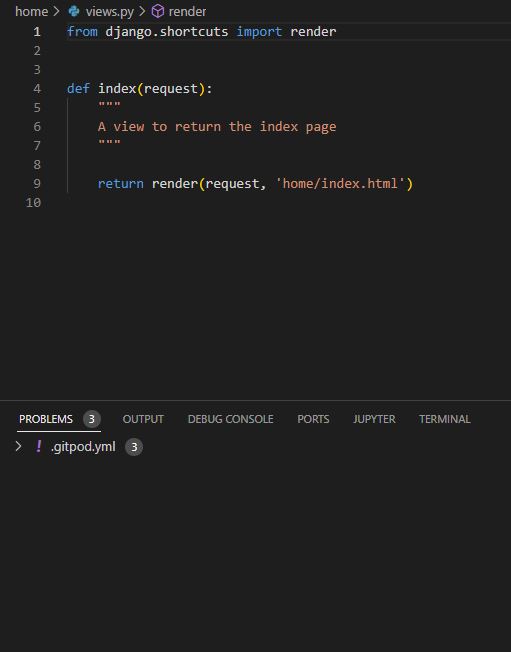 home > views.py > render
1 from django.shortcuts import render
2
3
4 def index(request):
5     """
6     A view to return the index page
7     """
8
9     return render(request, 'home/index.html')
10
PROBLEMS 3 OUTPUT DEBUG CONSOLE PORTS JUPYTER TERMINAL
> ! .gitpod.yml 3